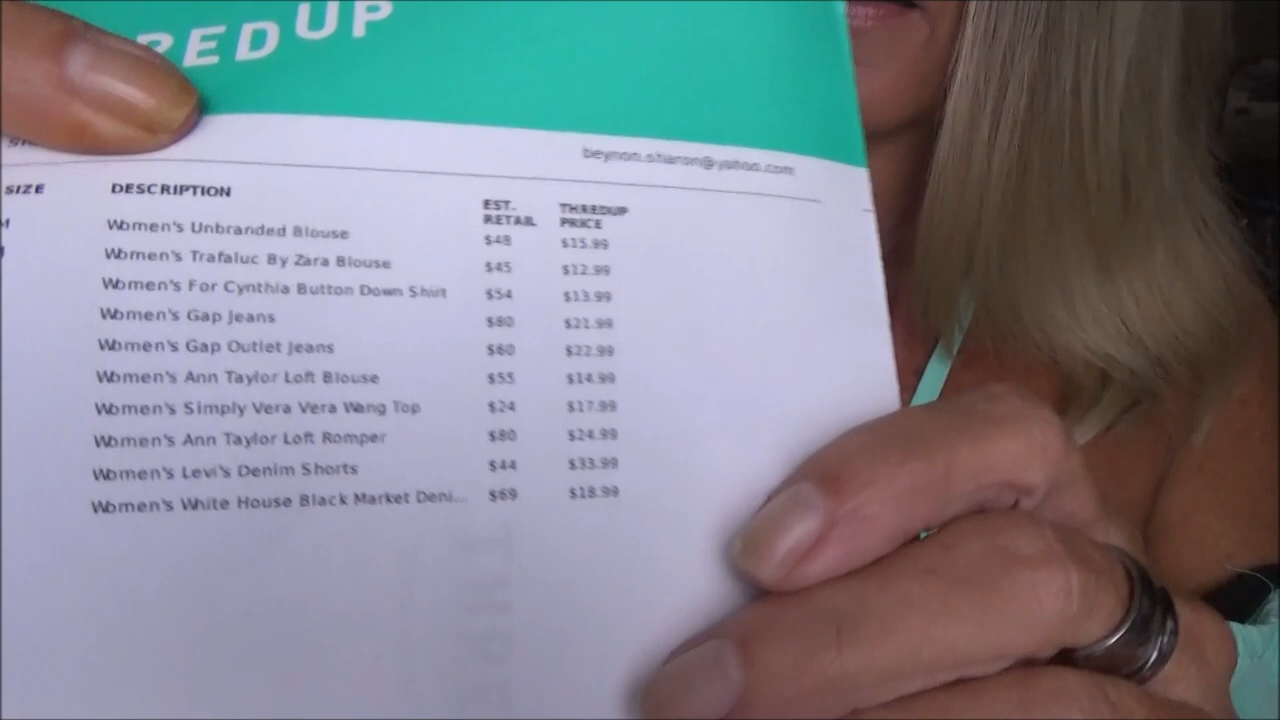 REDUP
beynon.sharon@yahoo.com
SIZE DESCRIPTION EST. RETAIL THREDUP PRICE
M Women's Unbranded Blouse $48 $15.99
Women's Trafaluc By Zara Blouse $45 $12.99
Women's For Cynthia Button Down Shirt $54 $13.99
Women's Gap Jeans $80 $21.99
Women's Gap Outlet Jeans $60 $22.99
Women's Ann Taylor Loft Blouse $55 $14.99
Women's Simply Vera Vera Wang Top $24 $17.99
Women's Ann Taylor Loft Romper $80 $24.99
Women's Levi's Denim Shorts $44 $33.99
Women's White House Black Market Deni... $69 $18.99